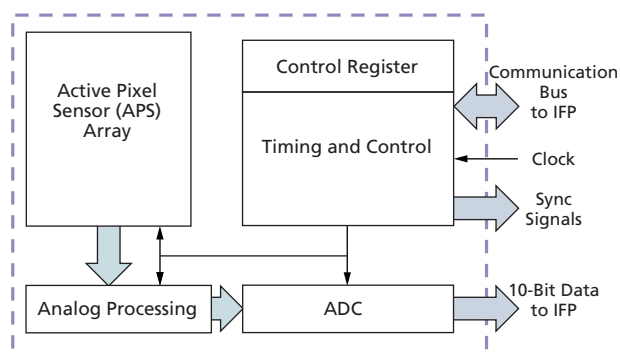 Active Pixel
Sensor (APS)
Array
Control Register
Timing and Control
Communication
Bus
to IFP
Clock
Sync
Signals
Analog Processing
ADC
10-Bit Data
to IFP